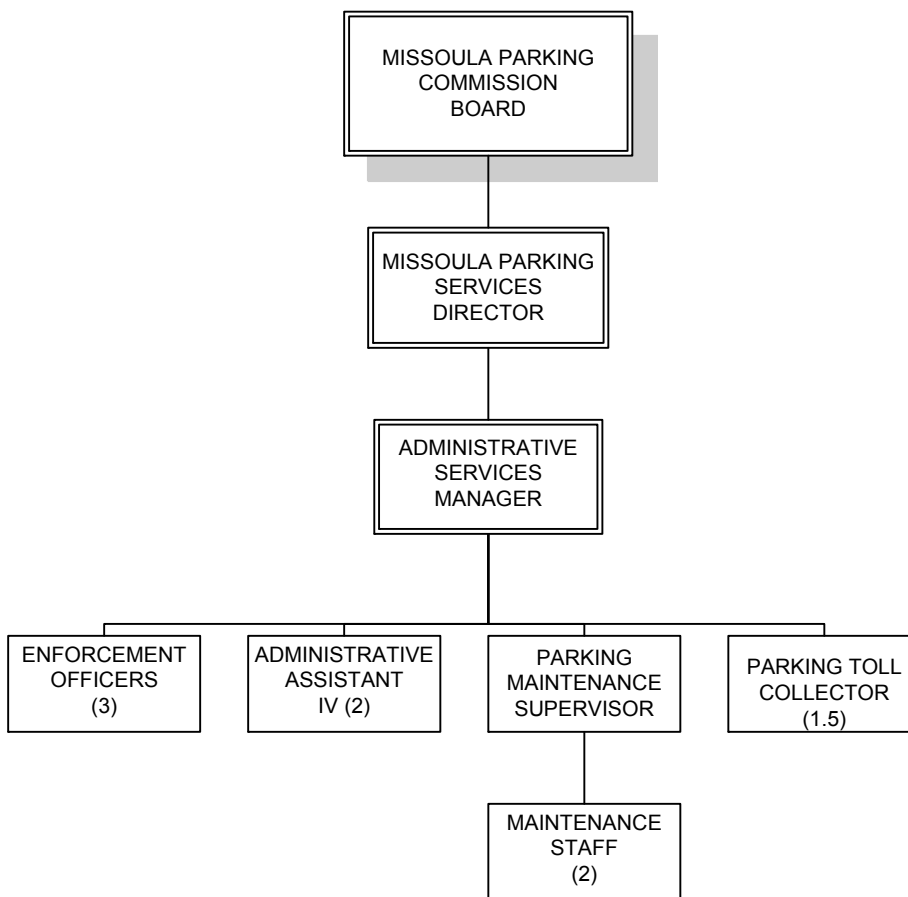 MISSOULA PARKING
COMMISSION
BOARD
MISSOULA PARKING
SERVICES
DIRECTOR
ADMINISTRATIVE
SERVICES
MANAGER
ENFORCEMENT
OFFICERS
(3)
ADMINISTRATIVE
ASSISTANT
IV (2)
PARKING
MAINTENANCE
SUPERVISOR
PARKING TOLL
COLLECTOR
(1.5)
MAINTENANCE
STAFF
(2)